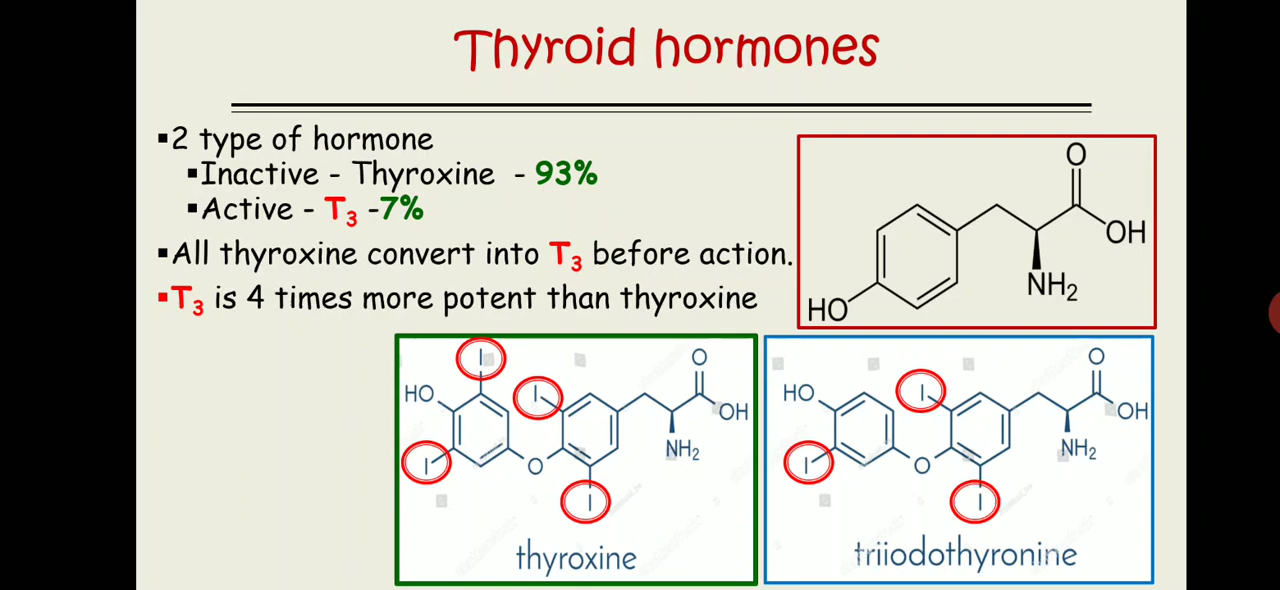 Thyroid hormones
▪2 type of hormone
▪Inactive - Thyroxine - 93%
▪Active - T3 -7%
▪All thyroxine convert into T3 before action.
▪T3 is 4 times more potent than thyroxine
O
OH
NH2
HO
I
O
HO
I
OH
NH2
I
O
I
thyroxine
O
HO
I
OH
NH2
I
O
I
triiodothyronine